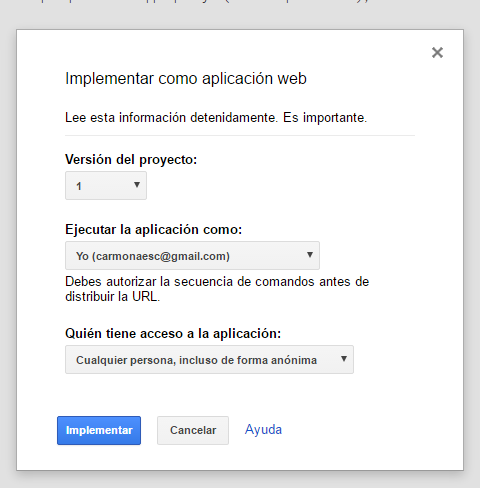 Implementar como aplicación web
Lee esta información detenidamente. Es importante.
Versión del proyecto:
1
Ejecutar la aplicación como:
Yo (carmonaesc@gmail.com)
Debes autorizar la secuencia de comandos antes de
distribuir la URL.
Quién tiene acceso a la aplicación:
Cualquier persona, incluso de forma anónima
Implementar
Cancelar
Ayuda